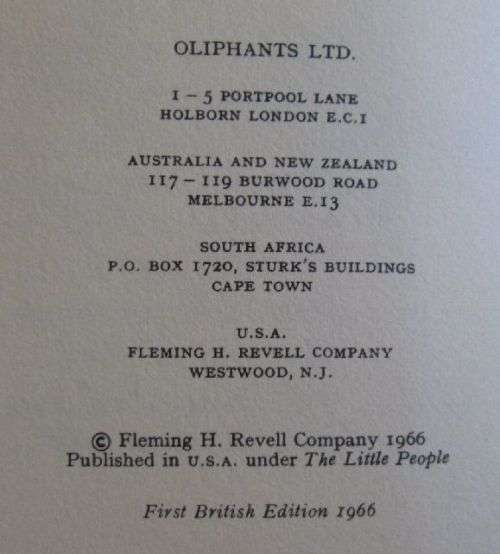 OLIPHANTS LTD.
1 – 5 PORTPOOL LANE
HOLBORN LONDON E.C.1
AUSTRALIA AND NEW ZEALAND
117 – 119 BURWOOD ROAD
MELBOURNE E.13
SOUTH AFRICA
P.O. BOX 1720, STURK'S BUILDINGS
CAPE TOWN
U.S.A.
FLEMING H. REVELL COMPANY
WESTWOOD, N.J.
© Fleming H. Revell Company 1966
Published in U.S.A. under The Little People
First British Edition 1966